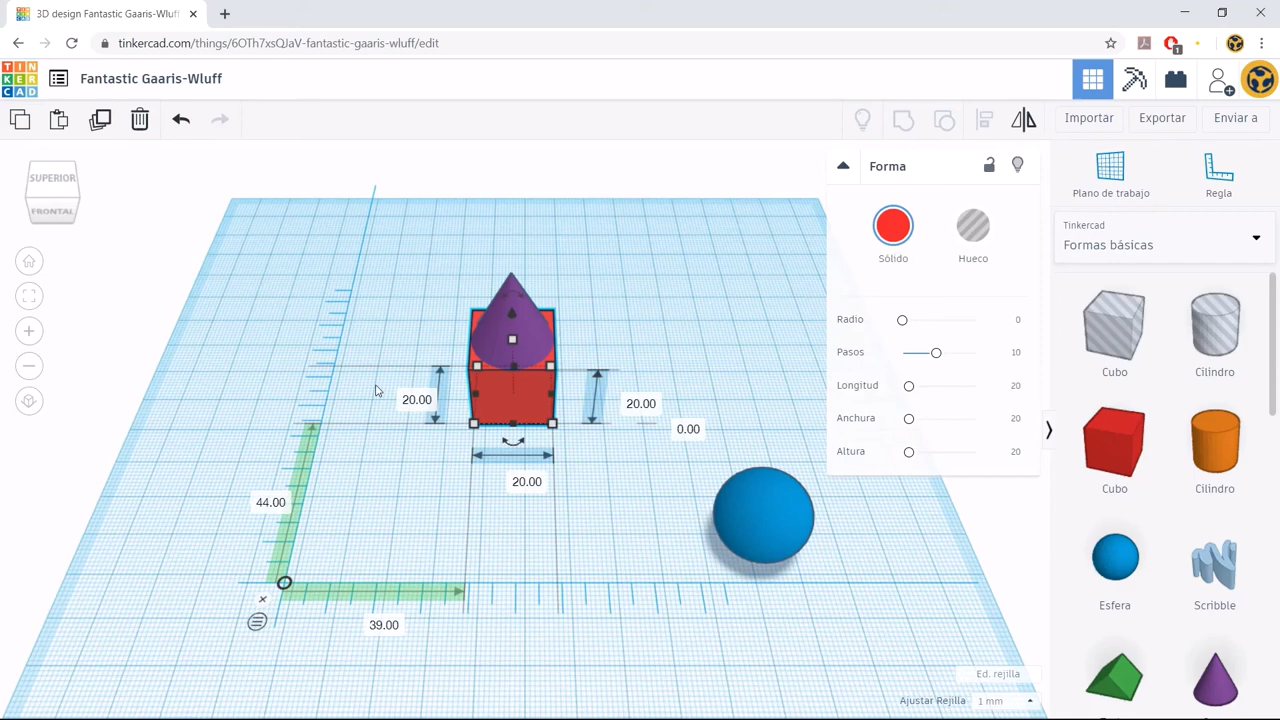 3D design Fantastic Gaaris-Wluff
tinkercad.com/things/6OTh7xsQJaV-fantastic-gaaris-wluff/edit
1
TIN
KER
CAD
Fantastic Gaaris-Wluff
Importar
Exportar
Enviar a
SUPERIOR
FRONTAL
Forma
Sólido
Hueco
Radio 0
Pasos 10
Longitud 20
Anchura 20
Altura 20
Plano de trabajo
Regla
Tinkercad
Formas básicas
Cubo
Cilindro
Cubo
Cilindro
Esfera
Scribble
20.00
20.00
0.00
20.00
44.00
39.00
Ed. rejilla
Ajustar Rejilla 1 mm